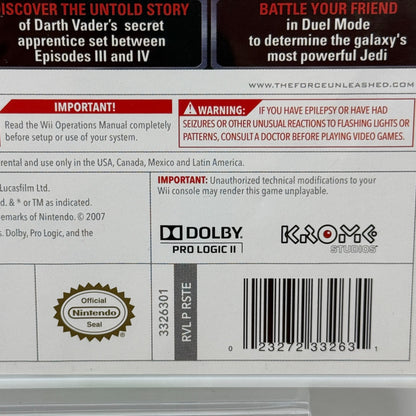 DISCOVER THE UNTOLD STORY
of Darth Vader's secret
apprentice set between
Episodes III and IV
BATTLE YOUR FRIEND
in Duel Mode
to determine the galaxy's
most powerful Jedi
WWW.THEFORCEUNLEASHED.
IMPORTANT!
Read the Wii Operations Manual completely
before setup or use of your system.
WARNING: IF YOU HAVE EPILEPSY OR HAVE HAD
SEIZURES OR OTHER UNUSUAL REACTIONS TO FLASHING LIGHTS OR
PATTERNS, CONSULT A DOCTOR BEFORE PLAYING VIDEO GAMES.
rental and use only in the USA, Canada, Mexico and Latin America.
Lucasfilm Ltd.
d. & * or TM as indicated.
demarks of Nintendo. © 2007
s. Dolby, Pro Logic, and the
IMPORTANT: Unauthorized technical modifications to your
Wii console may render this game unplayable.
DOLBY
PRO LOGIC II
KROME
STUDIOS
Official
Nintendo
Seal
3326301
RVL P RSTE
0 23272 33263 1